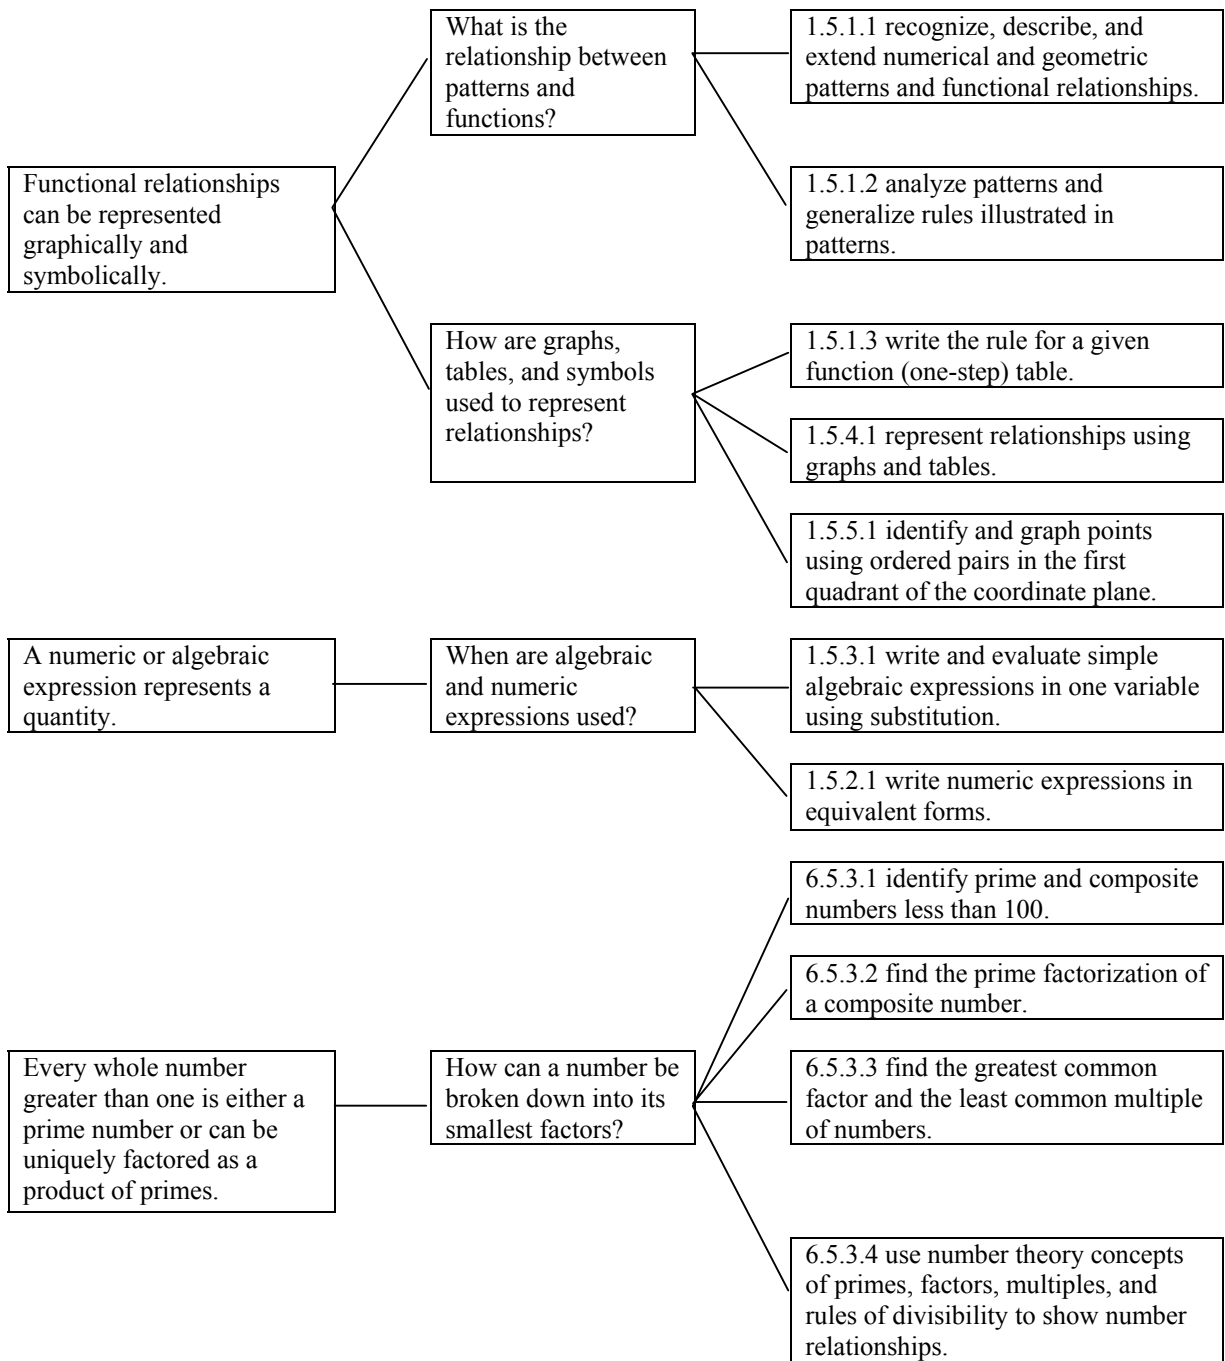 What is the
relationship between
patterns and
functions?
1.5.1.1 recognize, describe, and
extend numerical and geometric
patterns and functional relationships.
Functional relationships
can be represented
graphically and
symbolically.
1.5.1.2 analyze patterns and
generalize rules illustrated in
patterns.
How are graphs,
tables, and symbols
used to represent
relationships?
1.5.1.3 write the rule for a given
function (one-step) table.
1.5.4.1 represent relationships using
graphs and tables.
1.5.5.1 identify and graph points
using ordered pairs in the first
quadrant of the coordinate plane.
A numeric or algebraic
expression represents a
quantity.
When are algebraic
and numeric
expressions used?
1.5.3.1 write and evaluate simple
algebraic expressions in one variable
using substitution.
1.5.2.1 write numeric expressions in
equivalent forms.
6.5.3.1 identify prime and composite
numbers less than 100.
6.5.3.2 find the prime factorization of
a composite number.
Every whole number
greater than one is either a
prime number or can be
uniquely factored as a
product of primes.
How can a number be
broken down into its
smallest factors?
6.5.3.3 find the greatest common
factor and the least common multiple
of numbers.
6.5.3.4 use number theory concepts
of primes, factors, multiples, and
rules of divisibility to show number
relationships.